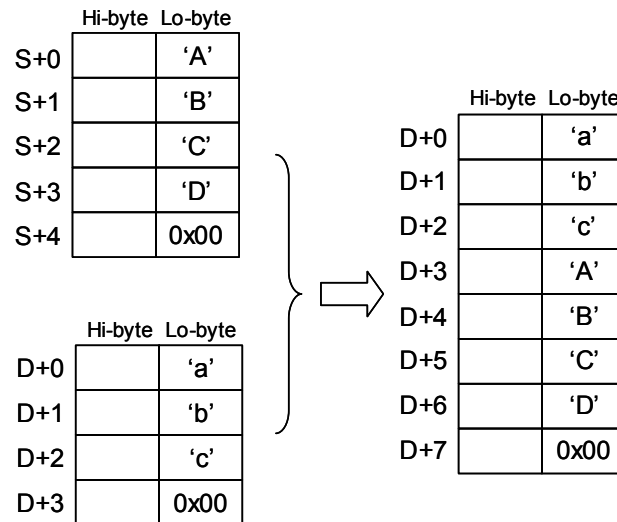 Hi-byte Lo-byte
S+0 ‘A’
S+1 ‘B’
S+2 ‘C’
S+3 ‘D’
S+4 0x00
Hi-byte Lo-byte
D+0 ‘a’
D+1 ‘b’
D+2 ‘c’
D+3 0x00
Hi-byte Lo-byte
D+0 ‘a’
D+1 ‘b’
D+2 ‘c’
D+3 ‘A’
D+4 ‘B’
D+5 ‘C’
D+6 ‘D’
D+7 0x00